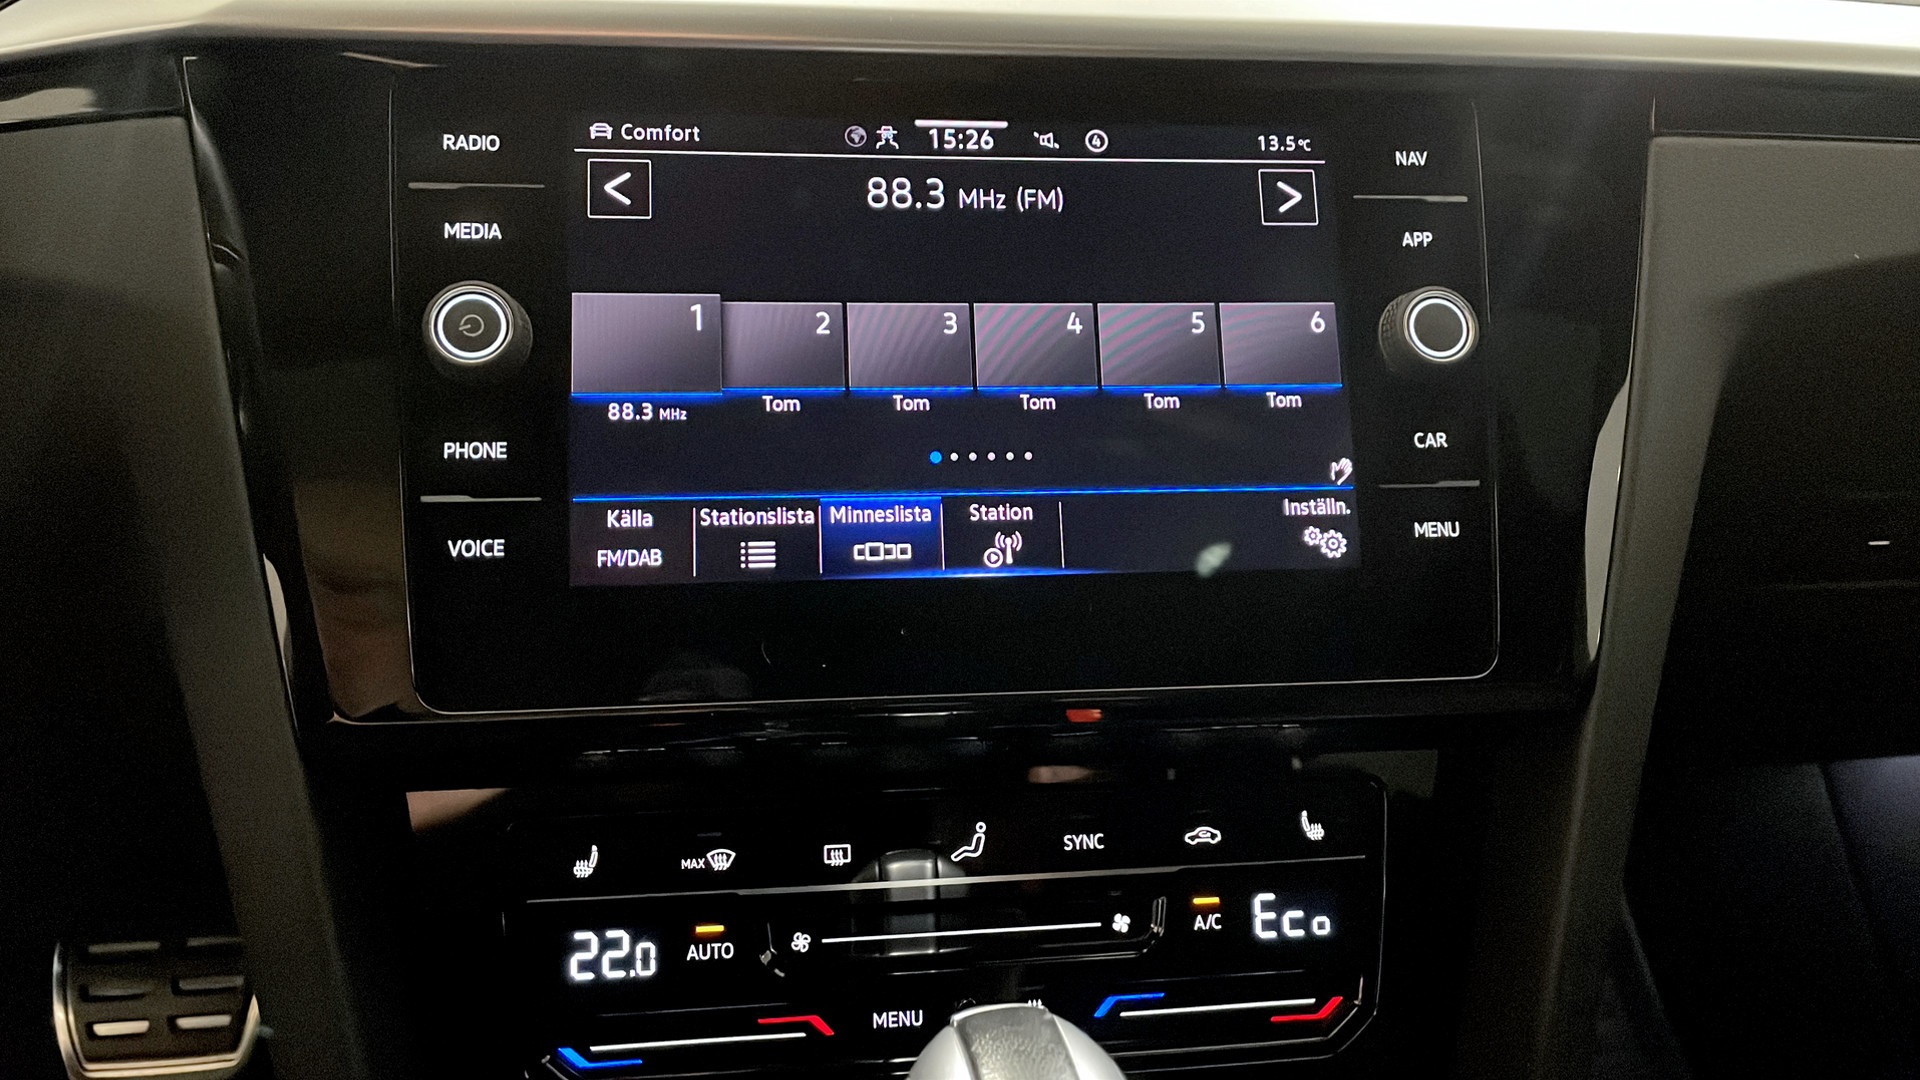 RADIO
MEDIA
PHONE
VOICE
Comfort 15:26 4 13.5°C
< 88.3 MHz (FM) >
1 2 3 4 5 6
88.3 MHz Tom Tom Tom Tom Tom
Källa Stationslista Minneslista Station Inställn.
FM/DAB
NAV
APP
CAR
MENU
MAX SYNC
22.0 AUTO A/C Eco
MENU